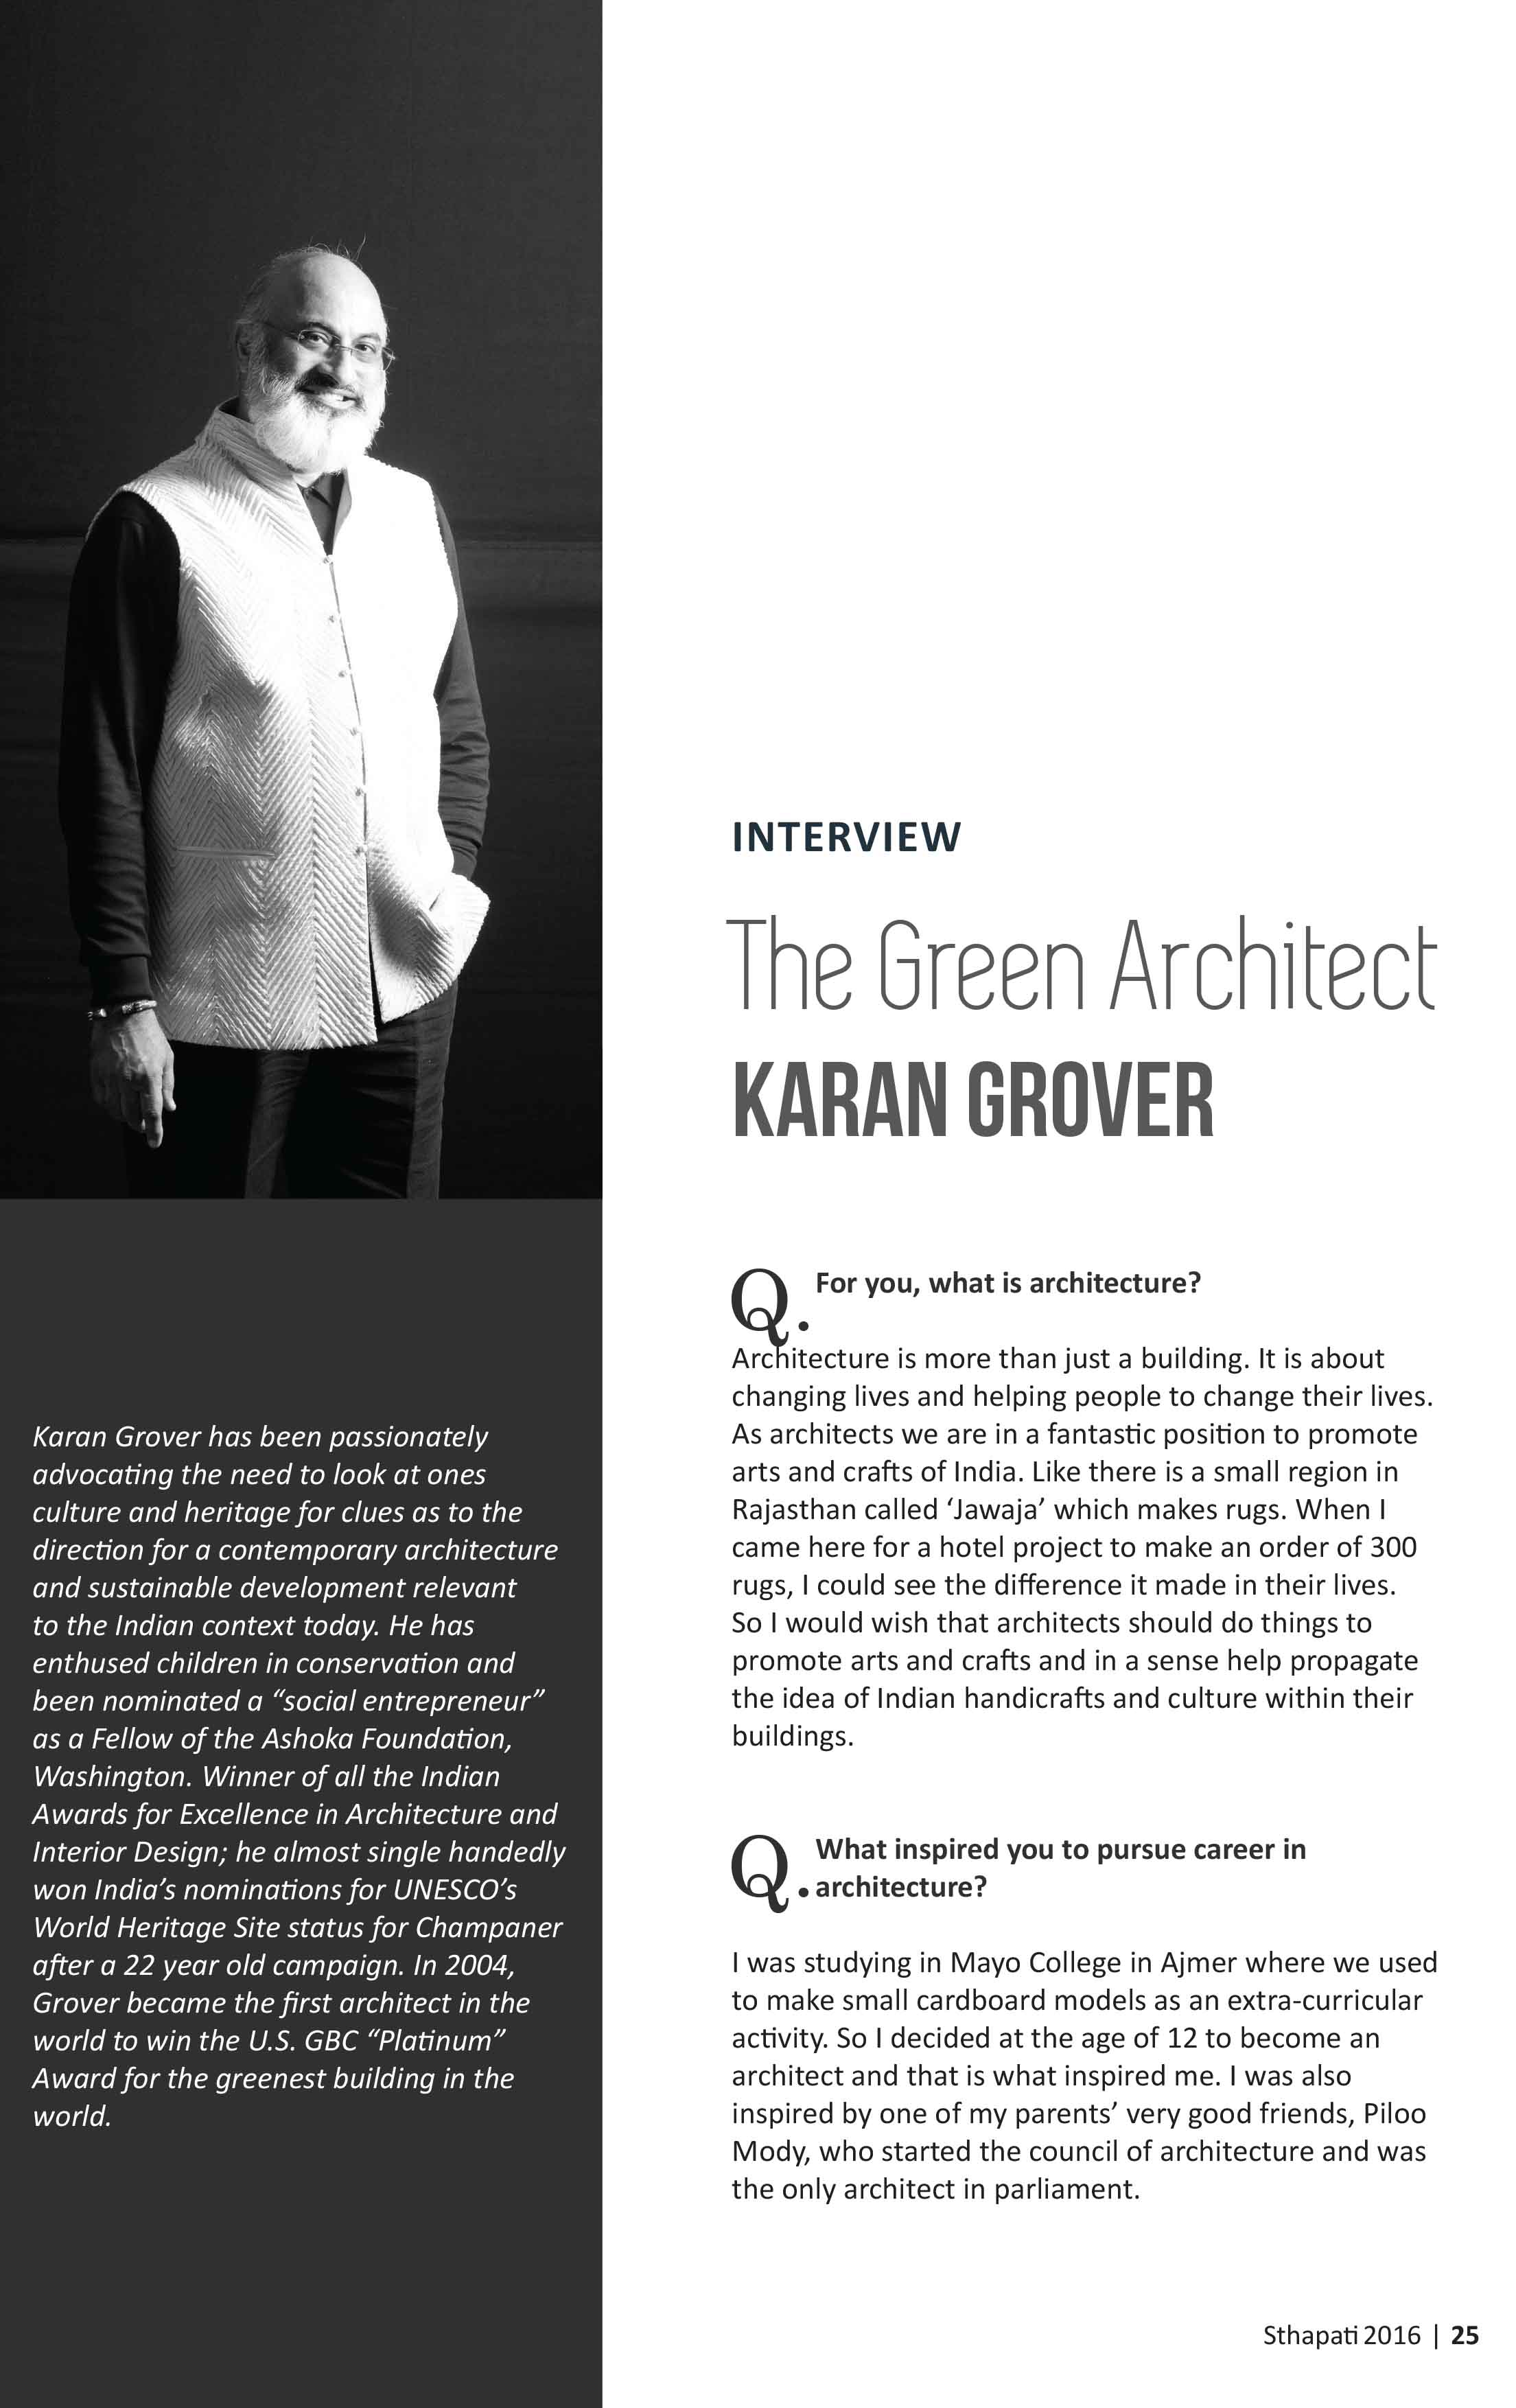 INTERVIEW
The Green Architect
KARAN GROVER
Karan Grover has been passionately
advocating the need to look at ones
culture and heritage for clues as to the
direction for a contemporary architecture
and sustainable development relevant
to the Indian context today. He has
enthused children in conservation and
been nominated a “social entrepreneur”
as a Fellow of the Ashoka Foundation,
Washington. Winner of all the Indian
Awards for Excellence in Architecture and
Interior Design; he almost single handedly
won India’s nominations for UNESCO’s
World Heritage Site status for Champaner
after a 22 year old campaign. In 2004,
Grover became the first architect in the
world to win the U.S. GBC “Platinum”
Award for the greenest building in the
world.
Q. For you, what is architecture?
Architecture is more than just a building. It is about
changing lives and helping people to change their lives.
As architects we are in a fantastic position to promote
arts and crafts of India. Like there is a small region in
Rajasthan called ‘Jawaja’ which makes rugs. When I
came here for a hotel project to make an order of 300
rugs, I could see the difference it made in their lives.
So I would wish that architects should do things to
promote arts and crafts and in a sense help propagate
the idea of Indian handicrafts and culture within their
buildings.
Q. What inspired you to pursue career in
architecture?
I was studying in Mayo College in Ajmer where we used
to make small cardboard models as an extra-curricular
activity. So I decided at the age of 12 to become an
architect and that is what inspired me. I was also
inspired by one of my parents’ very good friends, Piloo
Mody, who started the council of architecture and was
the only architect in parliament.
Sthapati 2016 | 25